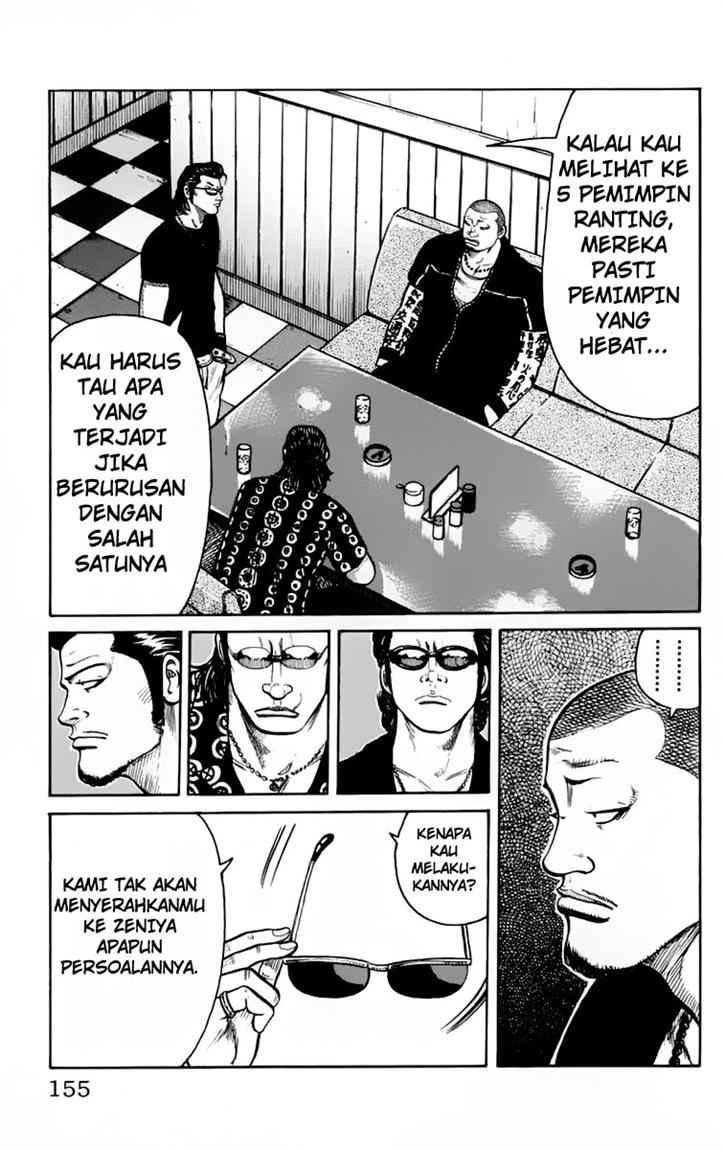 KALAU KAU
MELIHAT KE
5 PEMIMPIN
RANTING,
MEREKA
PASTI
PEMIMPIN
YANG
HEBAT...
KAU HARUS
TAU APA
YANG
TERJADI
JIKA
BERURUSAN
DENGAN
SALAH
SATUNYA
KENAPA
KAU
MELAKU-
KANNYA?
KAMI TAK AKAN
MENYERAHKANMU
KE ZENIYA
APAPUN
PERSOALANNYA.
155